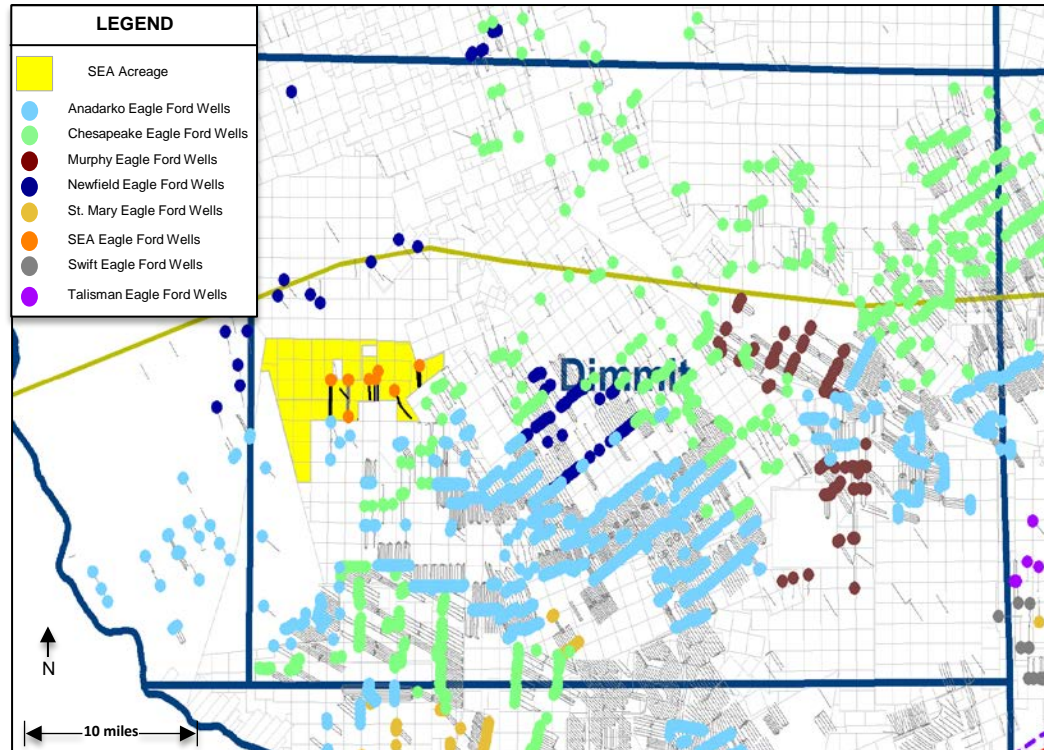 LEGEND
SEA Acreage
Anadarko Eagle Ford Wells
Chesapeake Eagle Ford Wells
Murphy Eagle Ford Wells
Newfield Eagle Ford Wells
St. Mary Eagle Ford Wells
SEA Eagle Ford Wells
Swift Eagle Ford Wells
Talisman Eagle Ford Wells
Dimmit
N
10 miles